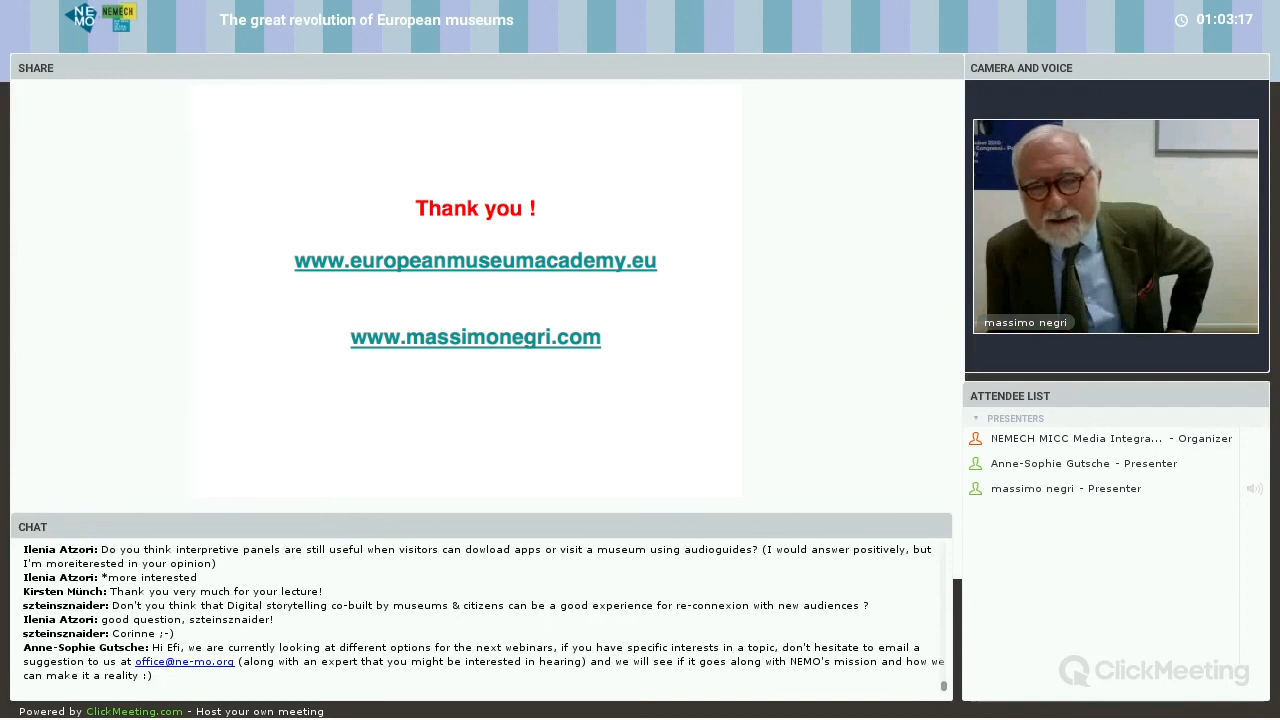 NE
MO
NEMECH
The great revolution of European museums
01:03:17
SHARE
CAMERA AND VOICE
Thank you !
www.europeanmuseumacademy.eu
www.massimonegri.com
massimo negri
ATTENDEE LIST
PRESENTERS
NEMECH MICC Media Integra... - Organizer
Anne-Sophie Gutsche - Presenter
massimo negri - Presenter
CHAT
Ilenia Atzori: Do you think interpretive panels are still useful when visitors can dowload apps or visit a museum using audioguides? (I would answer positively, but
I'm moreiterested in your opinion)
Ilenia Atzori: *more interested
Kirsten Münch: Thank you very much for your lecture!
szteinsznaider: Don't you think that Digital storytelling co-built by museums & citizens can be a good experience for re-connexion with new audiences ?
Ilenia Atzori: good question, szteinsznaider!
szteinsznaider: Corinne ;-)
Anne-Sophie Gutsche: Hi Efi, we are currently looking at different options for the next webinars, if you have specific interests in a topic, don't hesitate to email a
suggestion to us at office@ne-mo.org (along with an expert that you might be interested in hearing) and we will see if it goes along with NEMO's mission and how we
can make it a reality :)
ClickMeeting
Powered by ClickMeeting.com - Host your own meeting